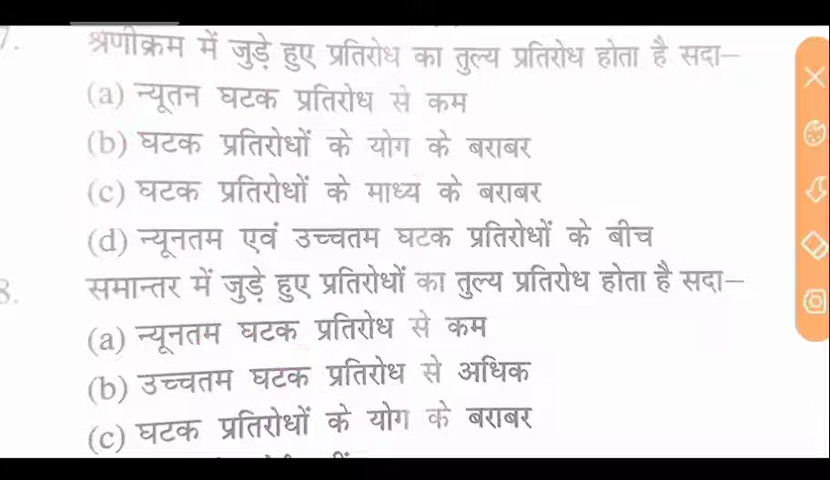 7. श्रेणीक्रम में जुड़े हुए प्रतिरोध का तुल्य प्रतिरोध होता है सदा–
(a) न्यूतन घटक प्रतिरोध से कम
(b) घटक प्रतिरोधों के योग के बराबर
(c) घटक प्रतिरोधों के माध्य के बराबर
(d) न्यूनतम एवं उच्चतम घटक प्रतिरोधों के बीच
8. समान्तर में जुड़े हुए प्रतिरोधों का तुल्य प्रतिरोध होता है सदा–
(a) न्यूनतम घटक प्रतिरोध से कम
(b) उच्चतम घटक प्रतिरोध से अधिक
(c) घटक प्रतिरोधों के योग के बराबर